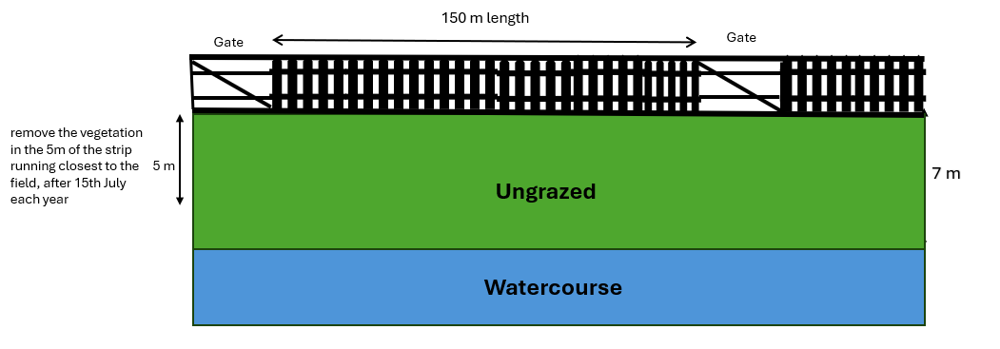 150 m length
Gate
Gate
remove the vegetation
in the 5m of the strip
running closest to the
field, after 15th July
each year
5 m
Ungrazed
7 m
Watercourse